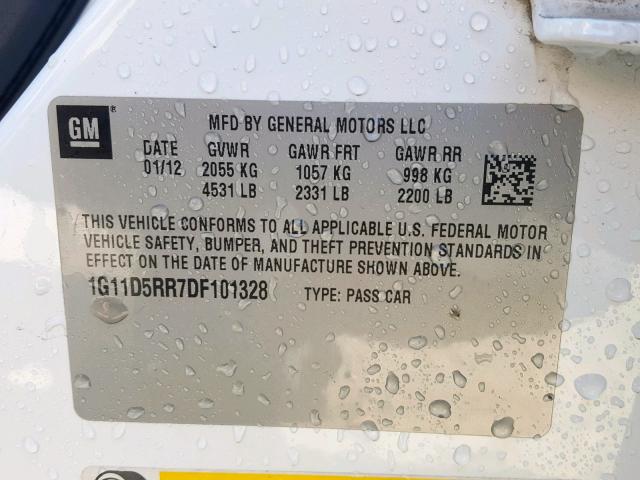 GM®
MFD BY GENERAL MOTORS LLC
DATE GVWR GAWR FRT GAWR RR
01/12 2055 KG 1057 KG 998 KG
4531 LB 2331 LB 2200 LB
THIS VEHICLE CONFORMS TO ALL APPLICABLE U.S. FEDERAL MOTOR
VEHICLE SAFETY, BUMPER, AND THEFT PREVENTION STANDARDS IN
EFFECT ON THE DATE OF MANUFACTURE SHOWN ABOVE.
1G11D5RR7DF101328 TYPE: PASS CAR